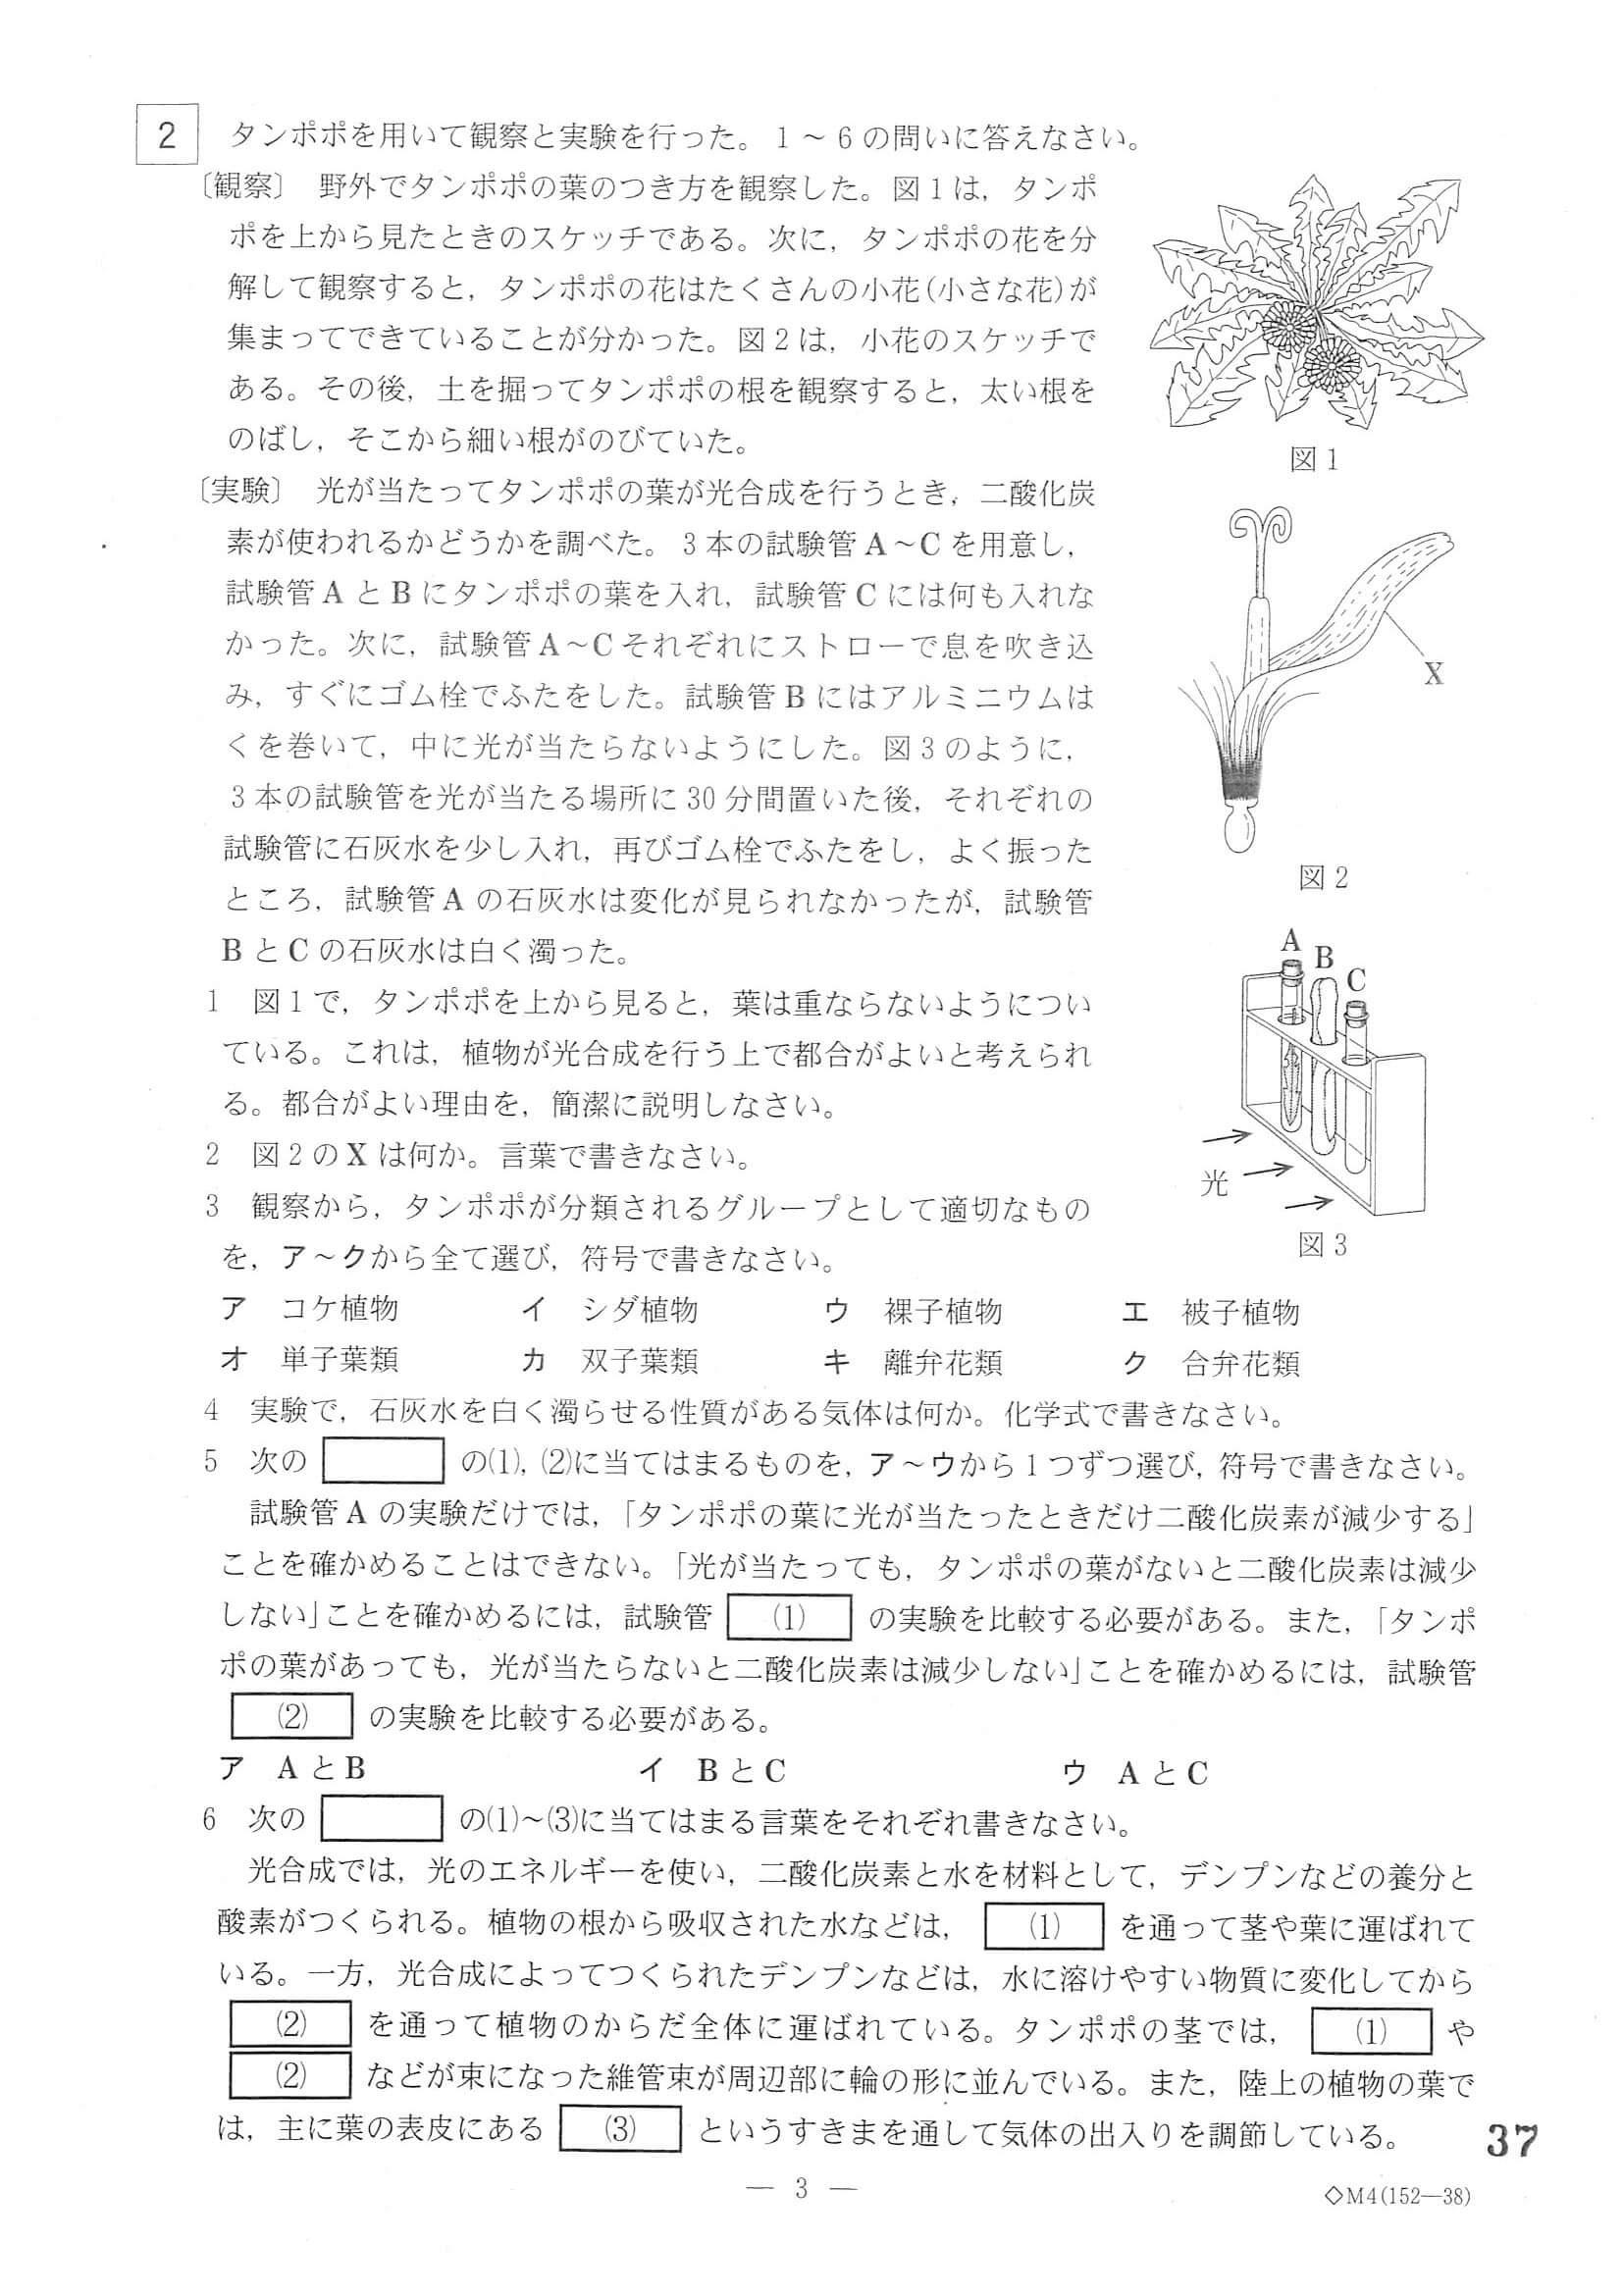 2 タンポポを用いて観察と実験を行った。1～6の問いに答えなさい。
〔観察〕 野外でタンポポの葉のつき方を観察した。図1は，タンポ
ポを上から見たときのスケッチである。次に，タンポポの花を分
解して観察すると，タンポポの花はたくさんの小花(小さな花)が
集まってできていることが分かった。図2は，小花のスケッチで
ある。その後，土を掘ってタンポポの根を観察すると，太い根を
のばし，そこから細い根がのびていた。
図1
〔実験〕 光が当たってタンポポの葉が光合成を行うとき，二酸化炭
素が使われるかどうかを調べた。3本の試験管A～Cを用意し，
試験管AとBにタンポポの葉を入れ，試験管Cには何も入れな
かった。次に，試験管A～Cそれぞれにストローで息を吹き込
み，すぐにゴム栓でふたをした。試験管Bにはアルミニウムは
くを巻いて，中に光が当たらないようにした。図3のように，
3本の試験管を光が当たる場所に30分間置いた後，それぞれの
試験管に石灰水を少し入れ，再びゴム栓でふたをし，よく振った
ところ，試験管Aの石灰水は変化が見られなかったが，試験管
BとCの石灰水は白く濁った。
X
図2
1 図1で，タンポポを上から見ると，葉は重ならないようについ
ている。これは，植物が光合成を行う上で都合がよいと考えられ
る。都合がよい理由を，簡潔に説明しなさい。
2 図2のXは何か。言葉で書きなさい。
3 観察から，タンポポが分類されるグループとして適切なもの
を，ア～クから全て選び，符号で書きなさい。
A
B
C
光
図3
ア コケ植物 イ シダ植物 ウ 裸子植物 エ 被子植物
オ 単子葉類 カ 双子葉類 キ 離弁花類 ク 合弁花類
4 実験で，石灰水を白く濁らせる性質がある気体は何か。化学式で書きなさい。
5 次の の(1)，(2)に当てはまるものを，ア～ウから1つずつ選び，符号で書きなさい。
試験管Aの実験だけでは，「タンポポの葉に光が当たったときだけ二酸化炭素が減少する」
ことを確かめることはできない。「光が当たっても，タンポポの葉がないと二酸化炭素は減少
しない」ことを確かめるには，試験管 (1) の実験を比較する必要がある。また，「タンポ
ポの葉があっても，光が当たらないと二酸化炭素は減少しない」ことを確かめるには，試験管
(2) の実験を比較する必要がある。
ア AとB イ BとC ウ AとC
6 次の の(1)～(3)に当てはまる言葉をそれぞれ書きなさい。
光合成では，光のエネルギーを使い，二酸化炭素と水を材料として，デンプンなどの養分と
酸素がつくられる。植物の根から吸収された水などは， (1) を通って茎や葉に運ばれて
いる。一方，光合成によってつくられたデンプンなどは，水に溶けやすい物質に変化してから
(2) を通って植物のからだ全体に運ばれている。タンポポの茎では， (1) や
(2) などが束になった維管束が周辺部に輪の形に並んでいる。また，陸上の植物の葉で
は，主に葉の表皮にある (3) というすきまを通して気体の出入りを調節している。
37
— 3 —
◇M4(152—38)